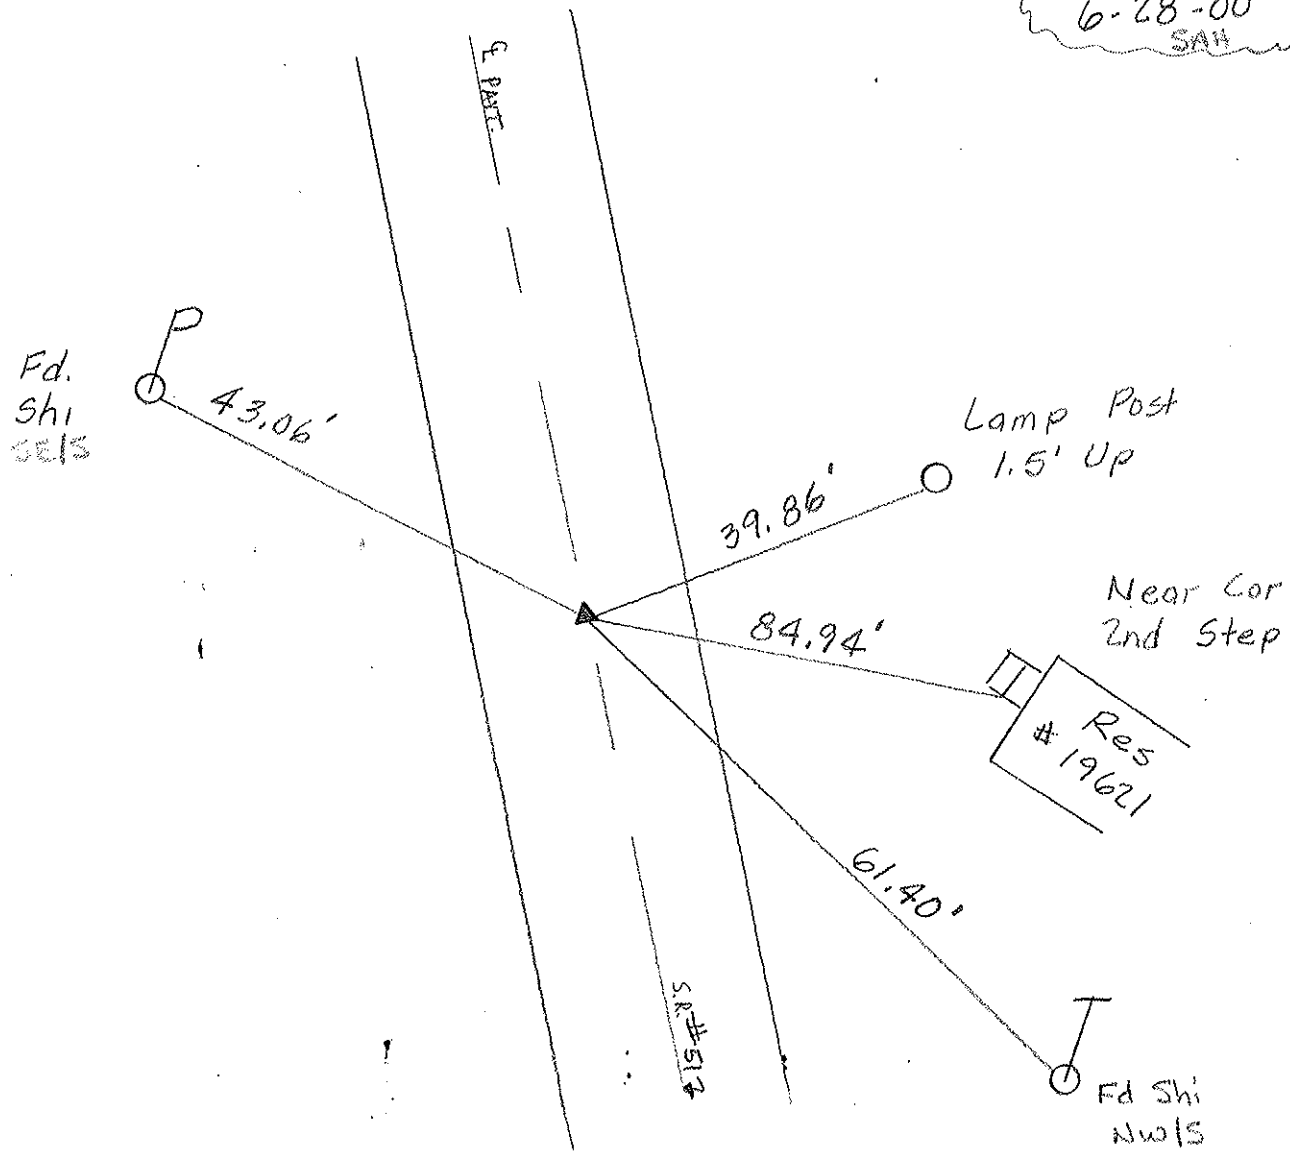 6-28-00
SAH
℄ PVMT.
P
Fd.
Shi
SE/S
43.06'
Lamp Post
1.5' Up
39.86'
Near Cor
2nd Step
84.94'
Res
# 19621
61.40'
S.R. #512
T
Fd Shi
NW/S